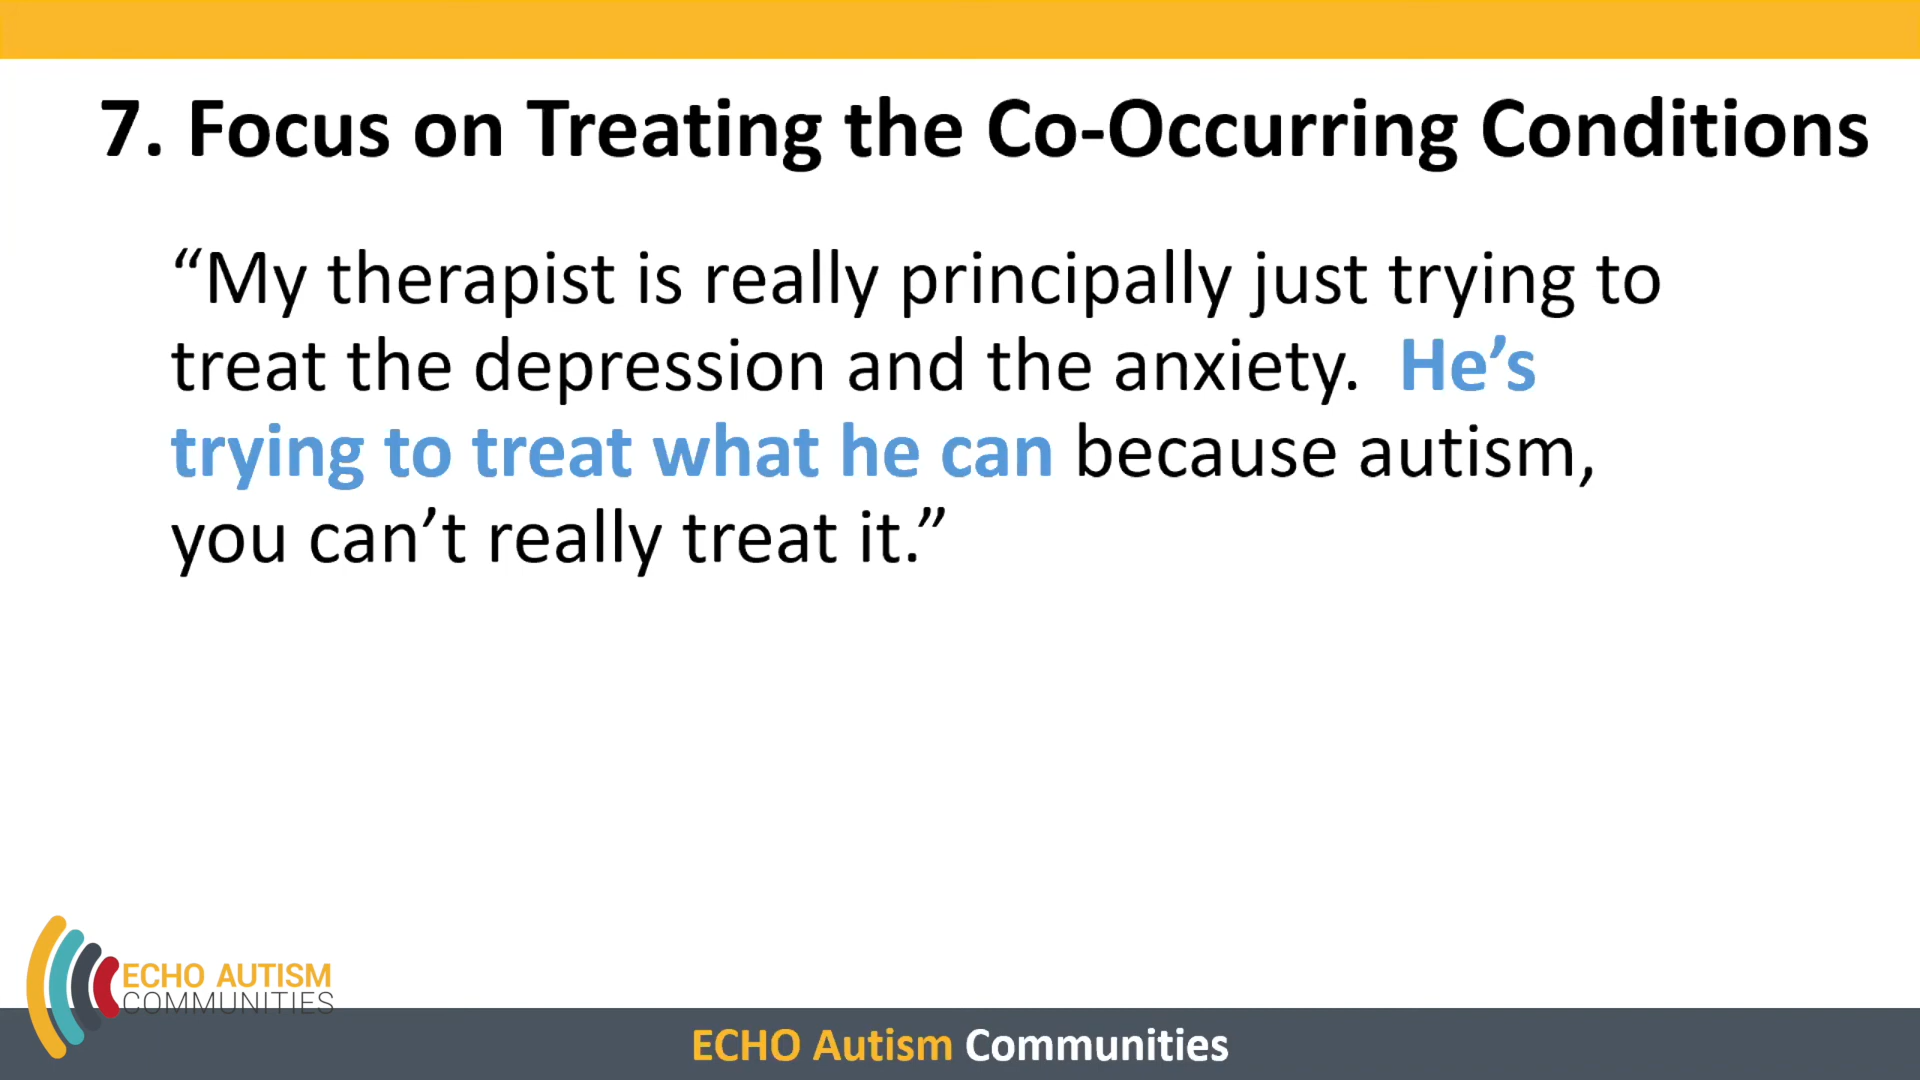 7. Focus on Treating the Co-Occurring Conditions
“My therapist is really principally just trying to
treat the depression and the anxiety.  He’s
trying to treat what he can because autism,
you can’t really treat it.”
ECHO AUTISM
COMMUNITIES
ECHO Autism Communities